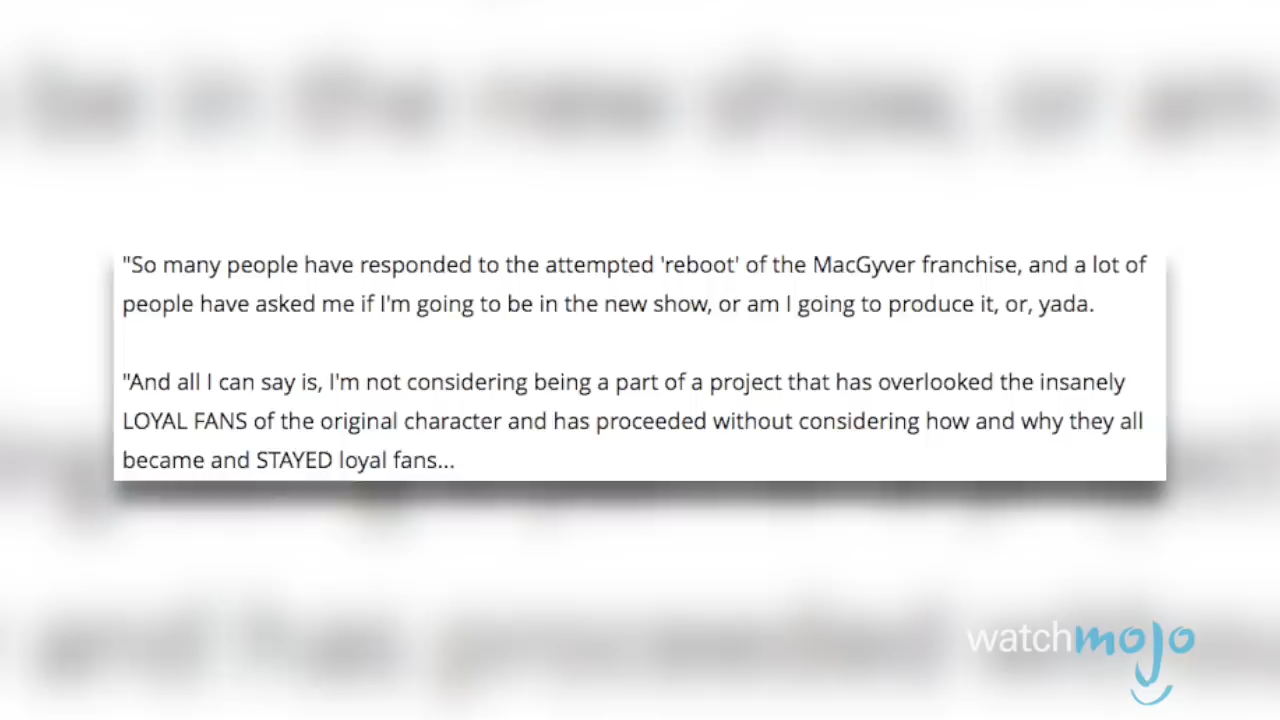 "So many people have responded to the attempted 'reboot' of the MacGyver franchise, and a lot of
people have asked me if I'm going to be in the new show, or am I going to produce it, or, yada.
"And all I can say is, I'm not considering being a part of a project that has overlooked the insanely
LOYAL FANS of the original character and has proceeded without considering how and why they all
became and STAYED loyal fans...
watchmojo